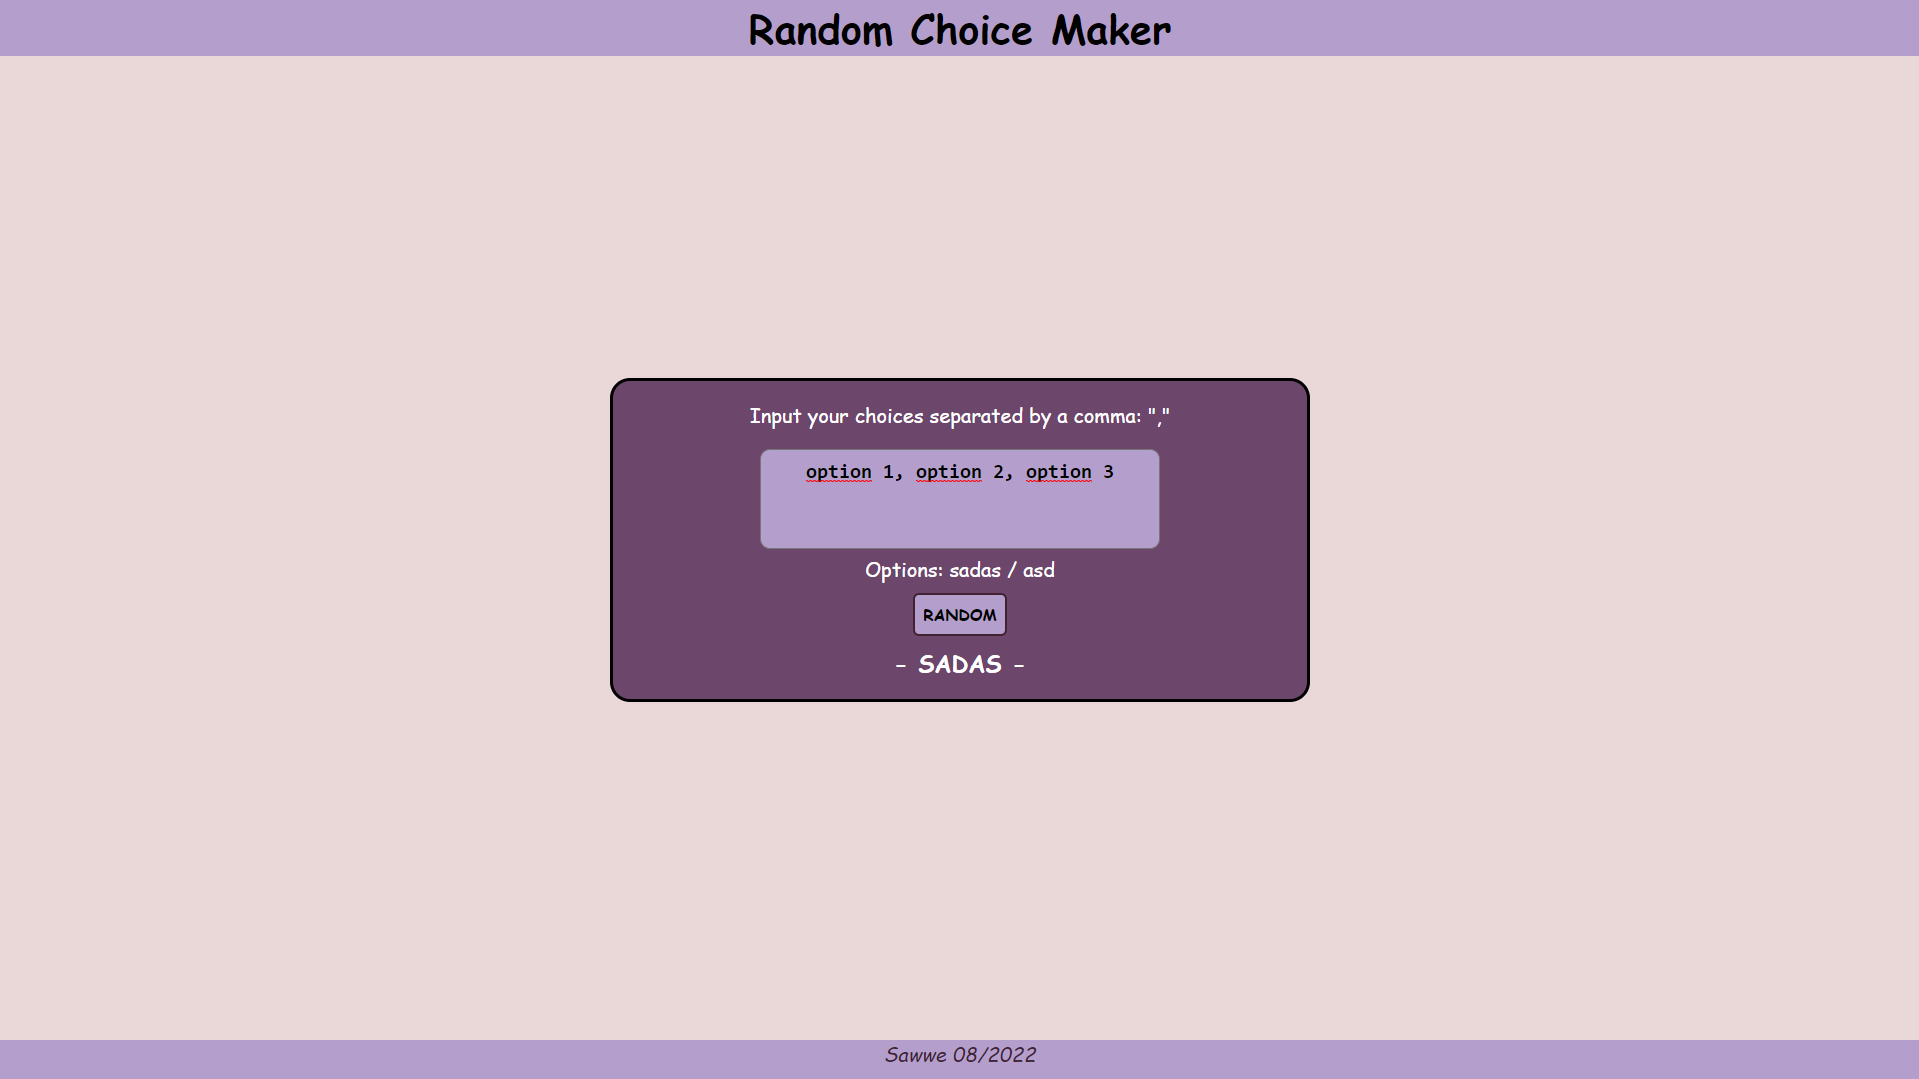 Random Choice Maker
Input your choices separated by a comma: ","
option 1, option 2, option 3
Options: sadas / asd
RANDOM
- SADAS -
Sawwe 08/2022